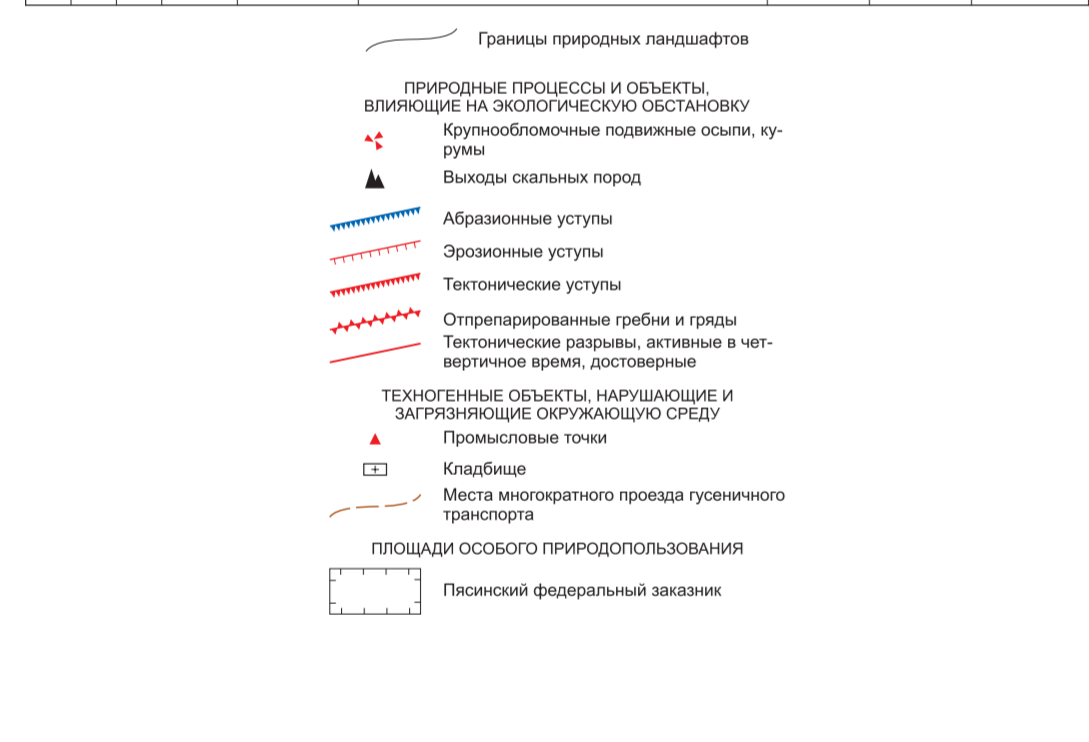 Границы природных ландшафтов
ПРИРОДНЫЕ ПРОЦЕССЫ И ОБЪЕКТЫ,
ВЛИЯЮЩИЕ НА ЭКОЛОГИЧЕСКУЮ ОБСТАНОВКУ
Крупнообломочные подвижные осыпи, ку-
румы
Выходы скальных пород
Абразионные уступы
Эрозионные уступы
Тектонические уступы
Отпрепарированные гребни и гряды
Тектонические разрывы, активные в чет-
вертичное время, достоверные
ТЕХНОГЕННЫЕ ОБЪЕКТЫ, НАРУШАЮЩИЕ И
ЗАГРЯЗНЯЮЩИЕ ОКРУЖАЮЩУЮ СРЕДУ
Промысловые точки
Кладбище
Места многократного проезда гусеничного
транспорта
ПЛОЩАДИ ОСОБОГО ПРИРОДОПОЛЬЗОВАНИЯ
Пясинский федеральный заказник